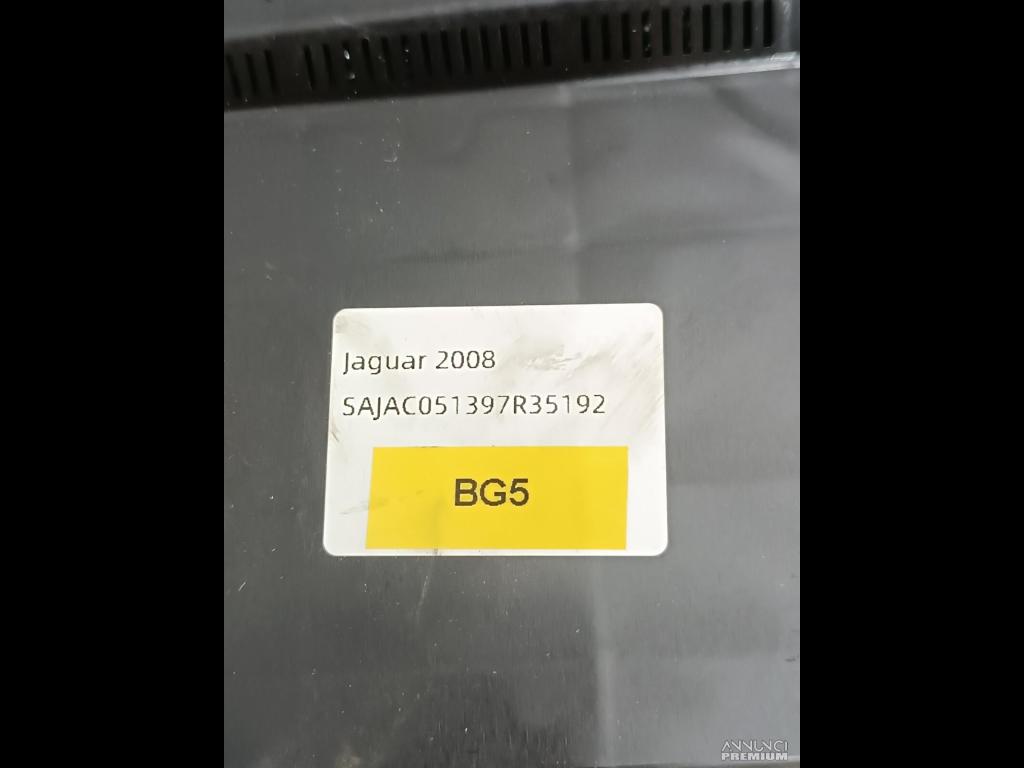 Jaguar 2008
SAJAC051397R35192
BG5
ANNUNCI
PREMIUM